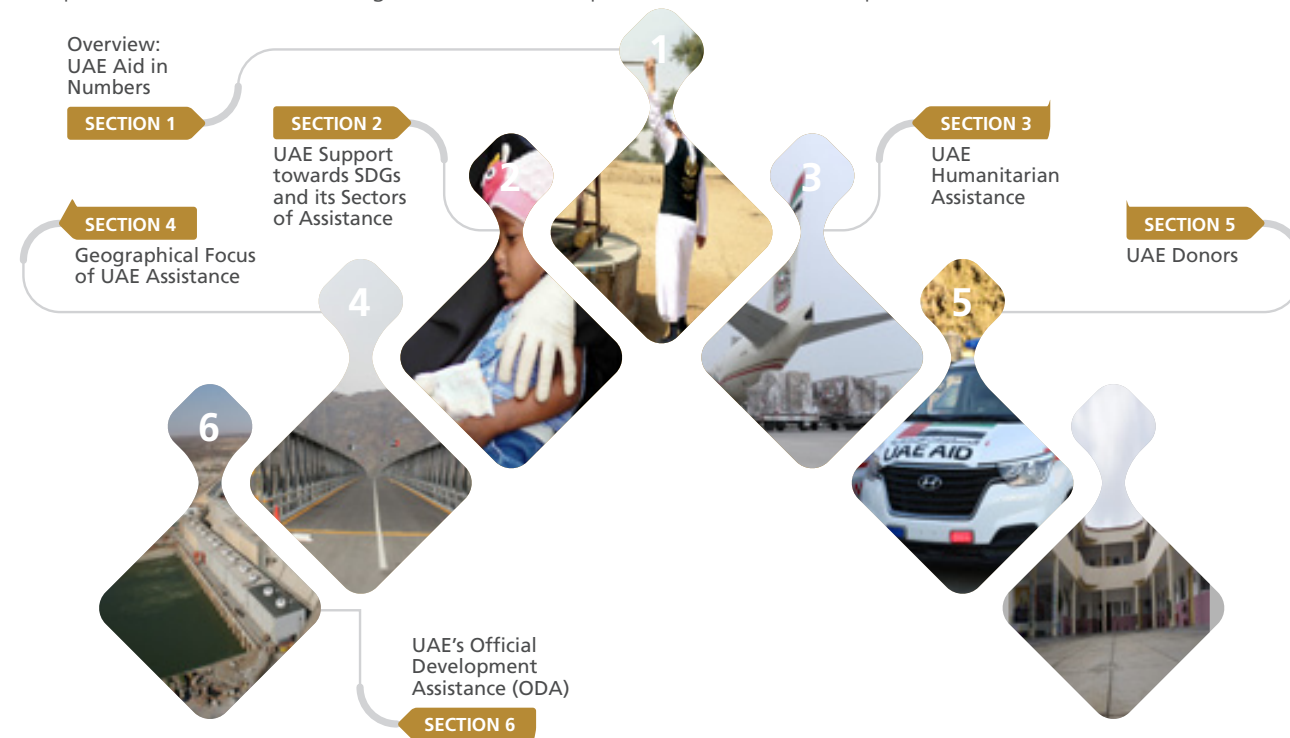 Overview:
UAE Aid in
Numbers
SECTION 1
1
SECTION 2
UAE Support
towards SDGs
and its Sectors
of Assistance
2
SECTION 3
UAE
Humanitarian
Assistance
3
SECTION 4
Geographical Focus
of UAE Assistance
4
SECTION 5
UAE Donors
5
UAE AID
6
UAE's Official
Development
Assistance (ODA)
SECTION 6